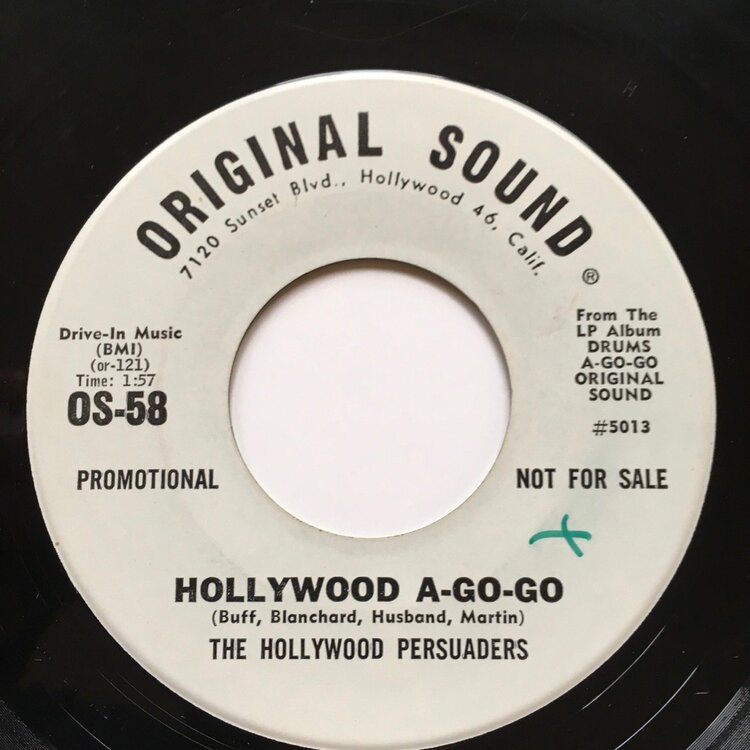 ORIGINAL SOUND ®
7120 Sunset Blvd., Hollywood 46, Calif.
Drive-In Music
(BMI)
(or-121)
Time: 1:57
OS-58
From The
LP Album
DRUMS
A-GO-GO
ORIGINAL
SOUND
#5013
PROMOTIONAL
NOT FOR SALE
HOLLYWOOD A-GO-GO
(Buff, Blanchard, Husband, Martin)
THE HOLLYWOOD PERSUADERS